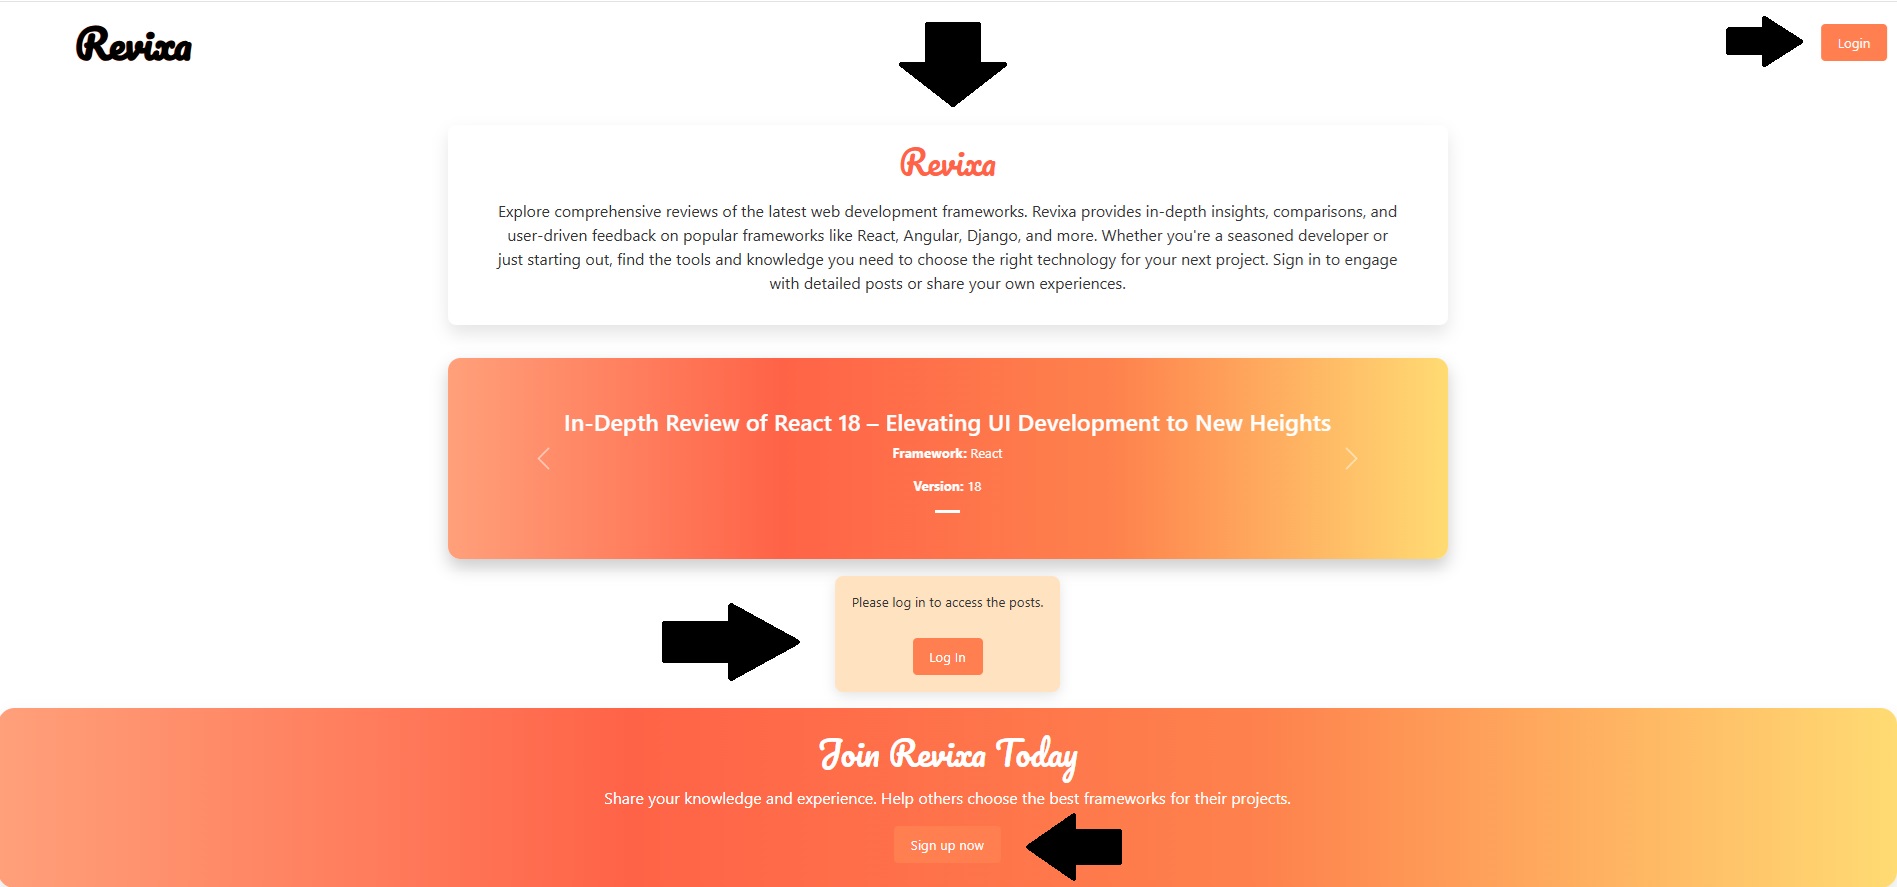 Revixa
Login
Revixa
Explore comprehensive reviews of the latest web development frameworks. Revixa provides in-depth insights, comparisons, and
user-driven feedback on popular frameworks like React, Angular, Django, and more. Whether you're a seasoned developer or
just starting out, find the tools and knowledge you need to choose the right technology for your next project. Sign in to engage
with detailed posts or share your own experiences.
In-Depth Review of React 18 – Elevating UI Development to New Heights
Framework: React
Version: 18
Please log in to access the posts.
Log In
Join Revixa Today
Share your knowledge and experience. Help others choose the best frameworks for their projects.
Sign up now